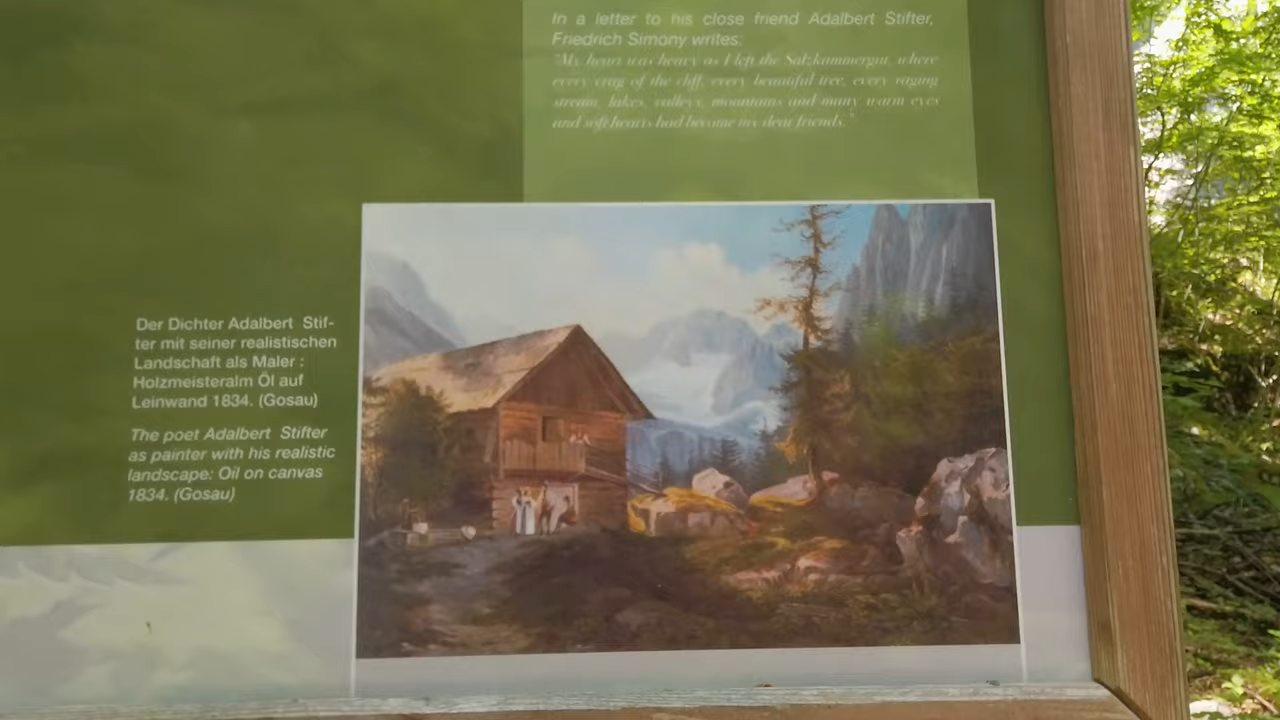 In a letter to his close friend Adalbert Stifter,
Friedrich Simony writes:
"My heart was heavy as I left the Salzkammergut, where
every crag of the cliff, every beautiful tree, every raging
stream, lakes, valleys, mountains and many warm eyes
and soft hearts had become my dear friends."
Der Dichter Adalbert Stif-
ter mit seiner realistischen
Landschaft als Maler :
Holzmeisteralm Öl auf
Leinwand 1834. (Gosau)
The poet Adalbert Stifter
as painter with his realistic
landscape: Oil on canvas
1834. (Gosau)